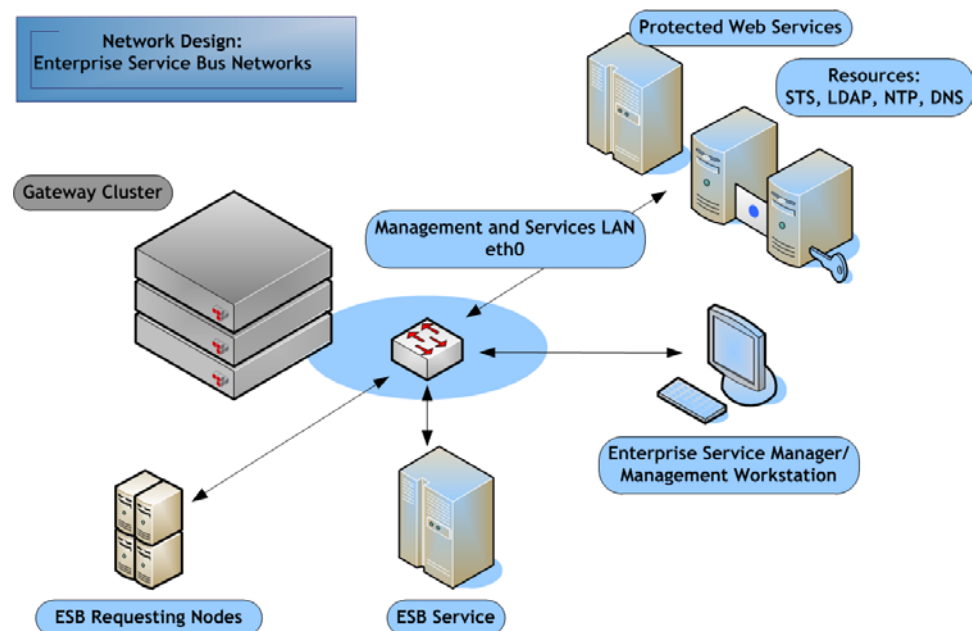 Network Design:
Enterprise Service Bus Networks
Protected Web Services
Resources:
STS, LDAP, NTP, DNS
Gateway Cluster
Management and Services LAN
eth0
Enterprise Service Manager/
Management Workstation
ESB Requesting Nodes
ESB Service